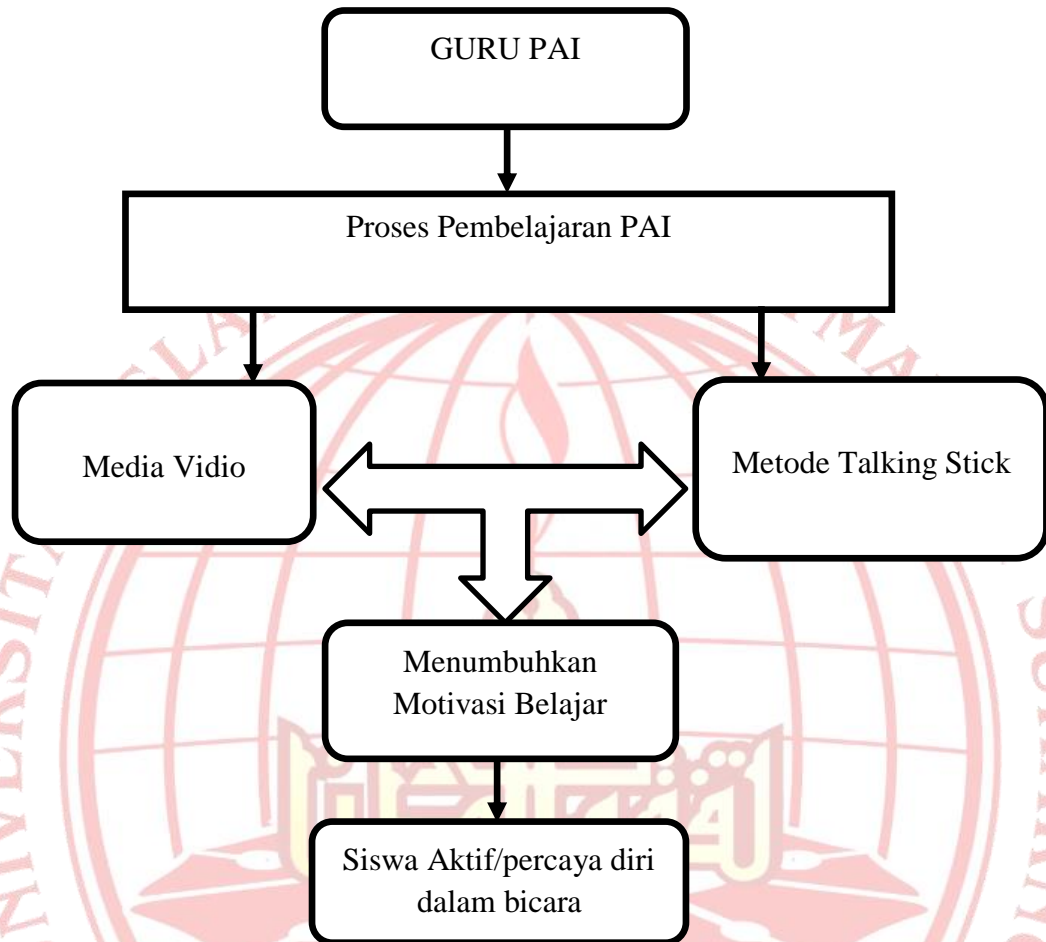 GURU PAI
Proses Pembelajaran PAI
Media Vidio
Metode Talking Stick
Menumbuhkan
Motivasi Belajar
Siswa Aktif/percaya diri
dalam bicara